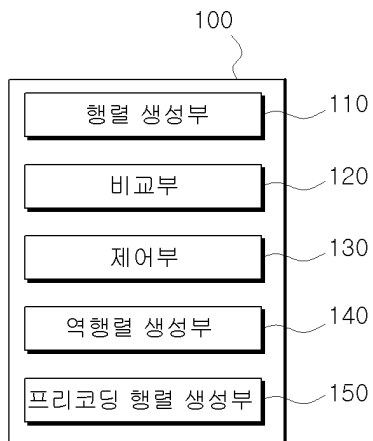 100
행렬 생성부 110
비교부 120
제어부 130
역행렬 생성부 140
프리코딩 행렬 생성부 150